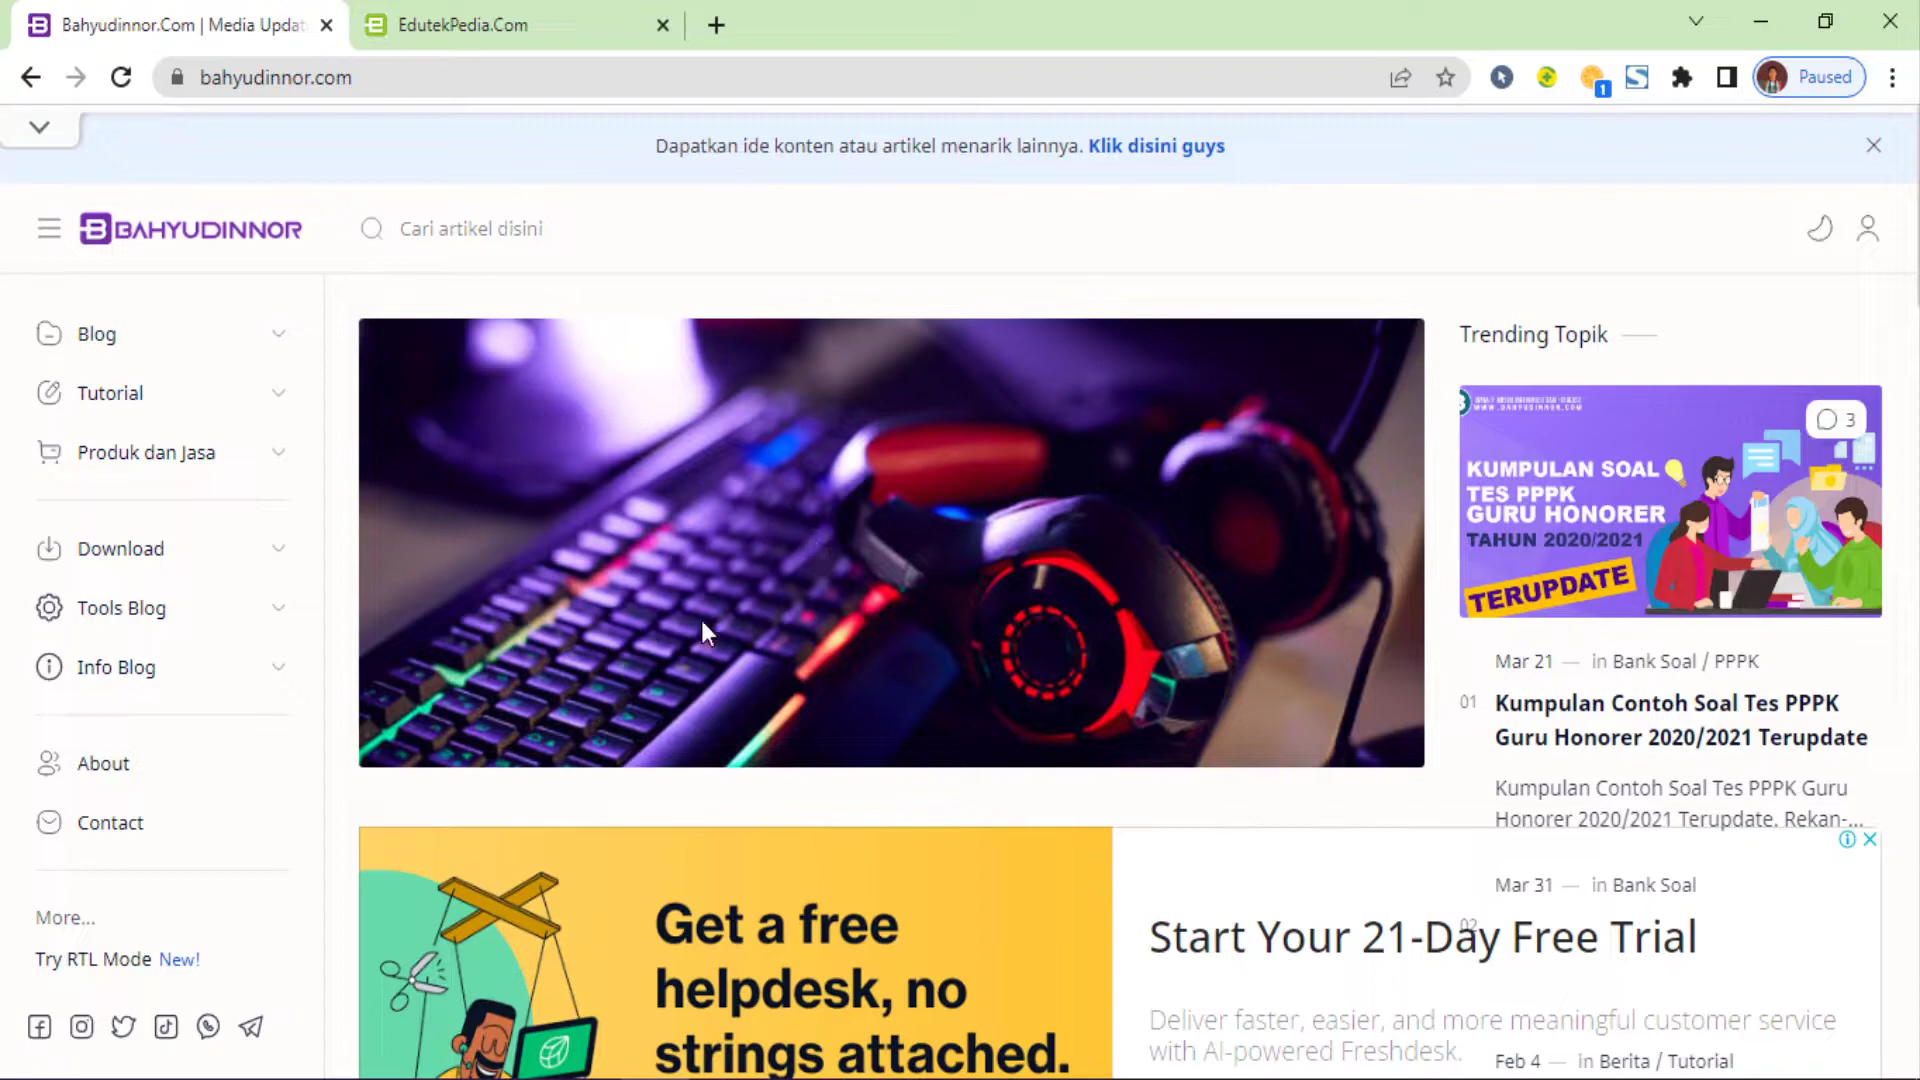 Bahyudinnor.Com | Media Updat
EdutekPedia.Com
bahyudinnor.com
1
Paused
Dapatkan ide konten atau artikel menarik lainnya. Klik disini guys
BAHYUDINNOR
Cari artikel disini
Blog
Tutorial
Produk dan Jasa
Download
Tools Blog
Info Blog
About
Contact
More...
Try RTL Mode New!
Trending Topik
WWW.BAHYUDINNOR.COM
3
KUMPULAN SOAL
TES PPPK
GURU HONORER
TAHUN 2020/2021
TERUPDATE
Mar 21 — in Bank Soal / PPPK
01
Kumpulan Contoh Soal Tes PPPK
Guru Honorer 2020/2021 Terupdate
Kumpulan Contoh Soal Tes PPPK Guru
Honorer 2020/2021 Terupdate. Rekan-...
Mar 31 — in Bank Soal
02
Feb 4 — in Berita / Tutorial
Get a free
helpdesk, no
strings attached.
Start Your 21-Day Free Trial
Deliver faster, easier, and more meaningful customer service
with AI-powered Freshdesk.